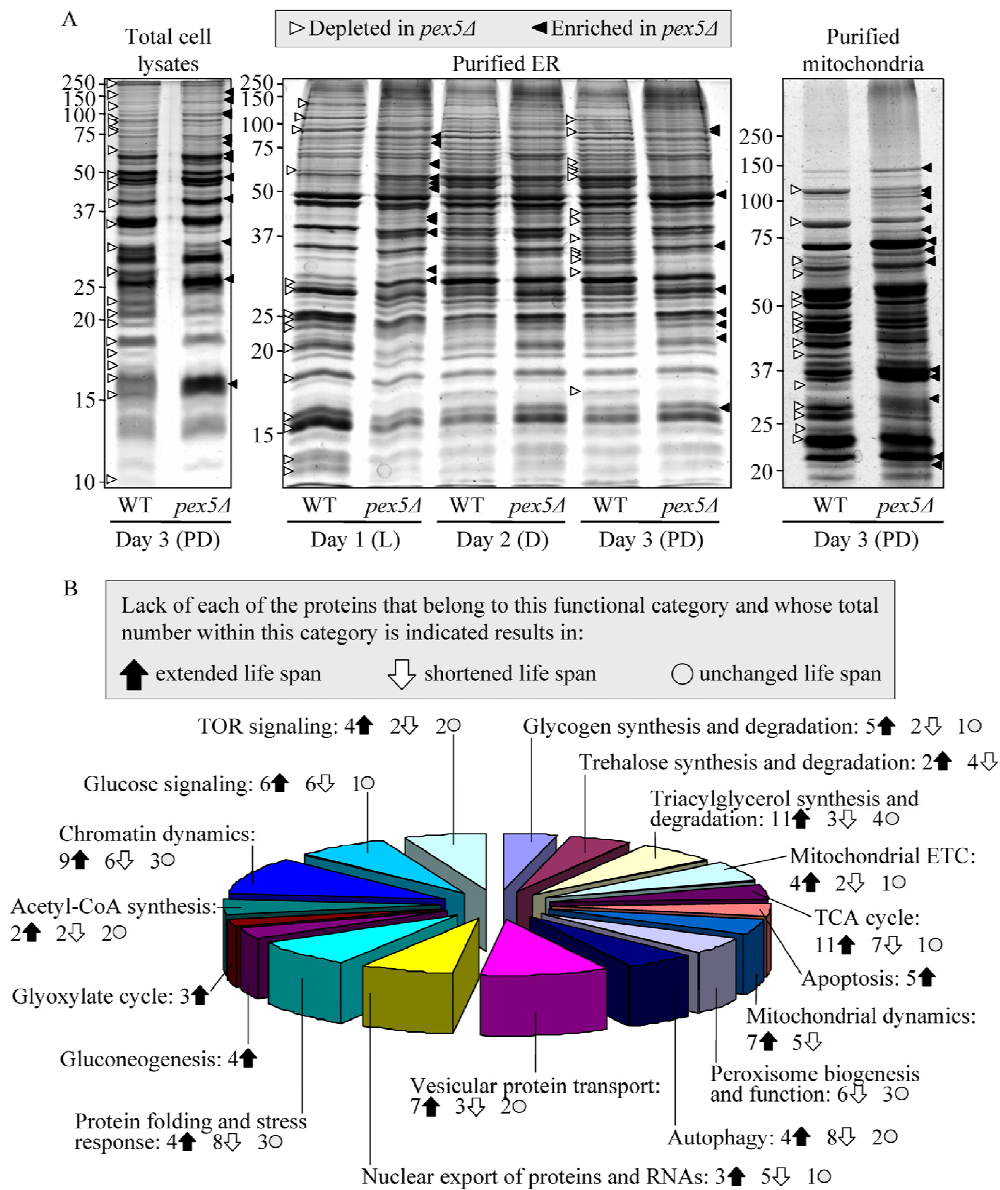 A
▷ Depleted in pex5Δ ◀ Enriched in pex5Δ
Total cell
lysates
Purified ER
Purified
mitochondria
250
150
100
75
50
37
25
20
15
10
250
150
100
75
50
37
25
20
15
250
150
100
75
50
37
25
20
WT pex5Δ
Day 3 (PD)
WT pex5Δ WT pex5Δ WT pex5Δ
Day 1 (L) Day 2 (D) Day 3 (PD)
WT pex5Δ
Day 3 (PD)
B
Lack of each of the proteins that belong to this functional category and whose total
number within this category is indicated results in:
extended life span shortened life span unchanged life span
TOR signaling: 4 2 2
Glycogen synthesis and degradation: 5 2 1
Glucose signaling: 6 6 1
Trehalose synthesis and degradation: 2 4
Triacylglycerol synthesis and
degradation: 11 3 4
Chromatin dynamics:
9 6 3
Mitochondrial ETC:
4 2 1
Acetyl-CoA synthesis:
2 2 2
TCA cycle:
11 7 1
Glyoxylate cycle: 3
Apoptosis: 5
Gluconeogenesis: 4
Mitochondrial dynamics:
7 5
Vesicular protein transport:
7 3 2
Peroxisome biogenesis
and function: 6 3
Protein folding and stress
response: 4 8 3
Autophagy: 4 8 2
Nuclear export of proteins and RNAs: 3 5 1